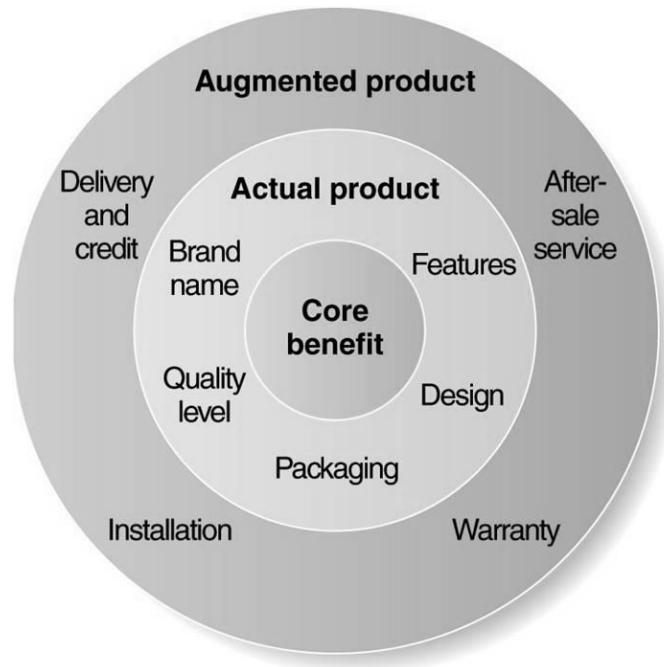 Augmented product
Delivery
and
credit
After-
sale
service
Actual product
Brand
name
Features
Core
benefit
Quality
level
Design
Packaging
Installation
Warranty